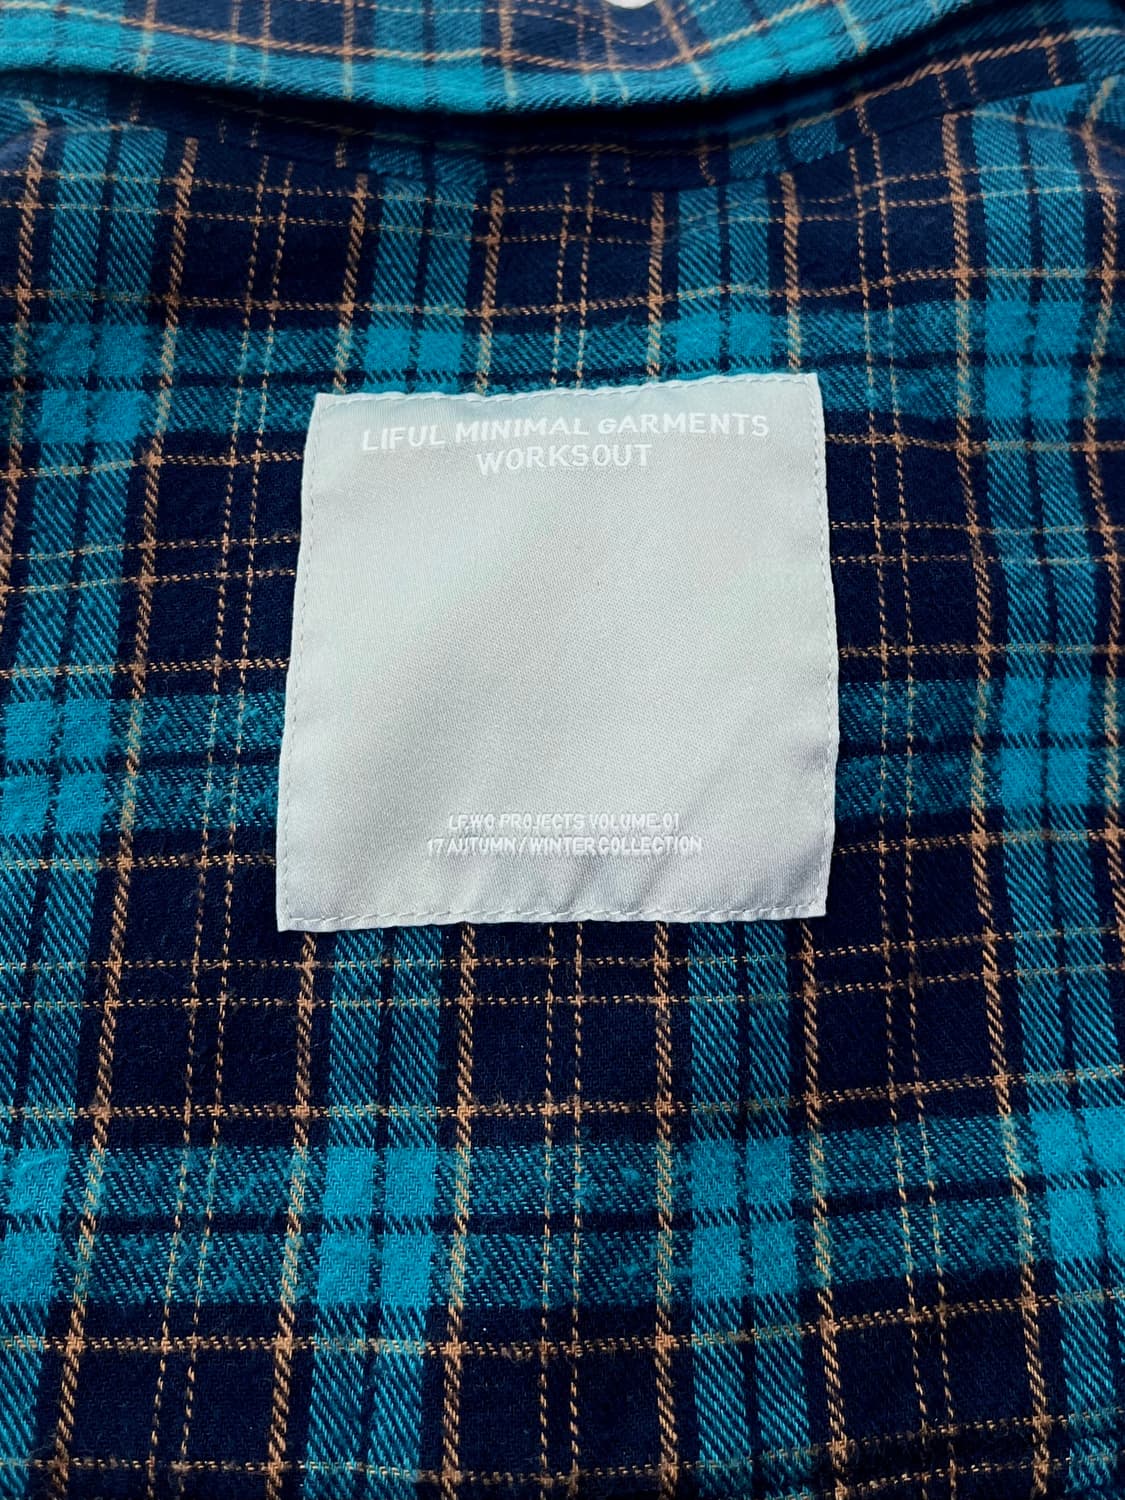 LIFUL MINIMAL GARMENTS
WORKSOUT
LF.WO PROJECTS VOLUME.01
17 AUTUMN/WINTER COLLECTION